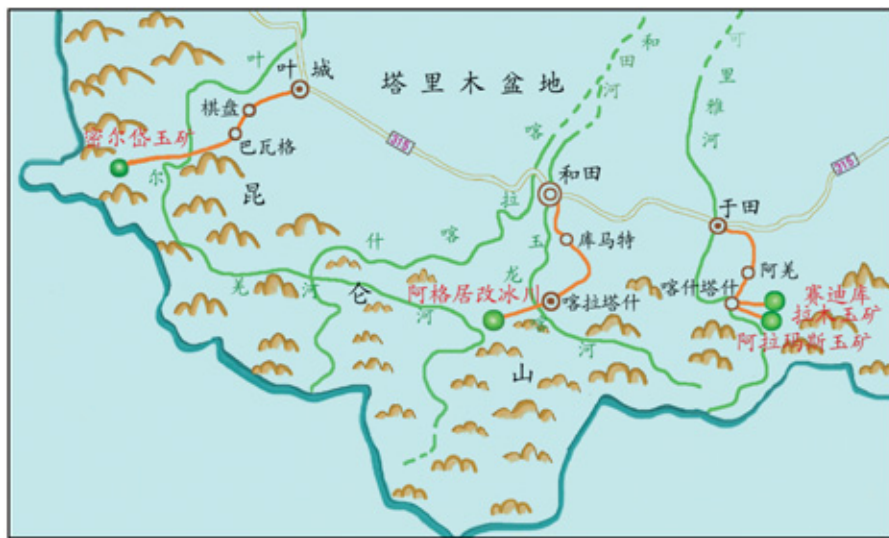 叶
城
叶
尔
羌
河
棋盘
巴瓦格
密尔岱玉矿
塔里木盆地
315
和
田
河
喀
拉
喀
什
河
和田
玉
龙
喀
什
河
库马特
喀拉塔什
阿格居改冰川
昆
仑
山
可
里
雅
河
于田
315
阿羌
喀什塔什
赛迪库
拉木玉矿
阿拉玛斯玉矿